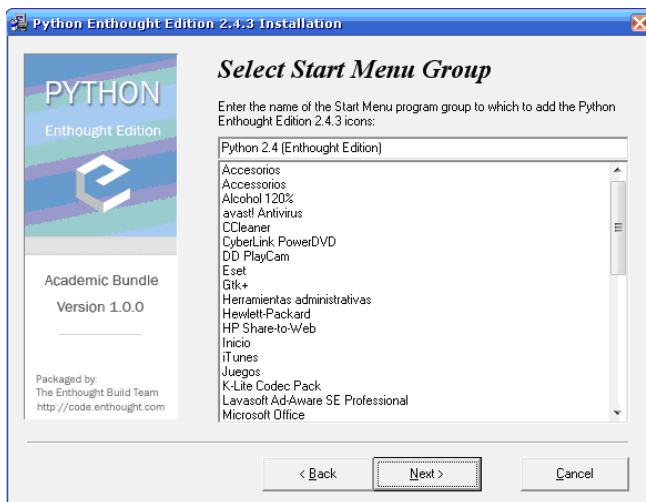 Python Enthought Edition 2.4.3 Installation
PYTHON
Enthought Edition
Academic Bundle
Version 1.0.0
Packaged by:
The Enthought Build Team
http://code.enthought.com
Select Start Menu Group
Enter the name of the Start Menu program group to which to add the Python
Enthought Edition 2.4.3 icons:
Python 2.4 (Enthought Edition)
Accesorios
Accessorios
Alcohol 120%
avast! Antivirus
CCleaner
CyberLink PowerDVD
DD PlayCam
Eset
Gtk+
Herramientas administrativas
Hewlett-Packard
HP Share-to-Web
Inicio
iTunes
Juegos
K-Lite Codec Pack
Lavasoft Ad-Aware SE Professional
Microsoft Office
< Back
Next >
Cancel